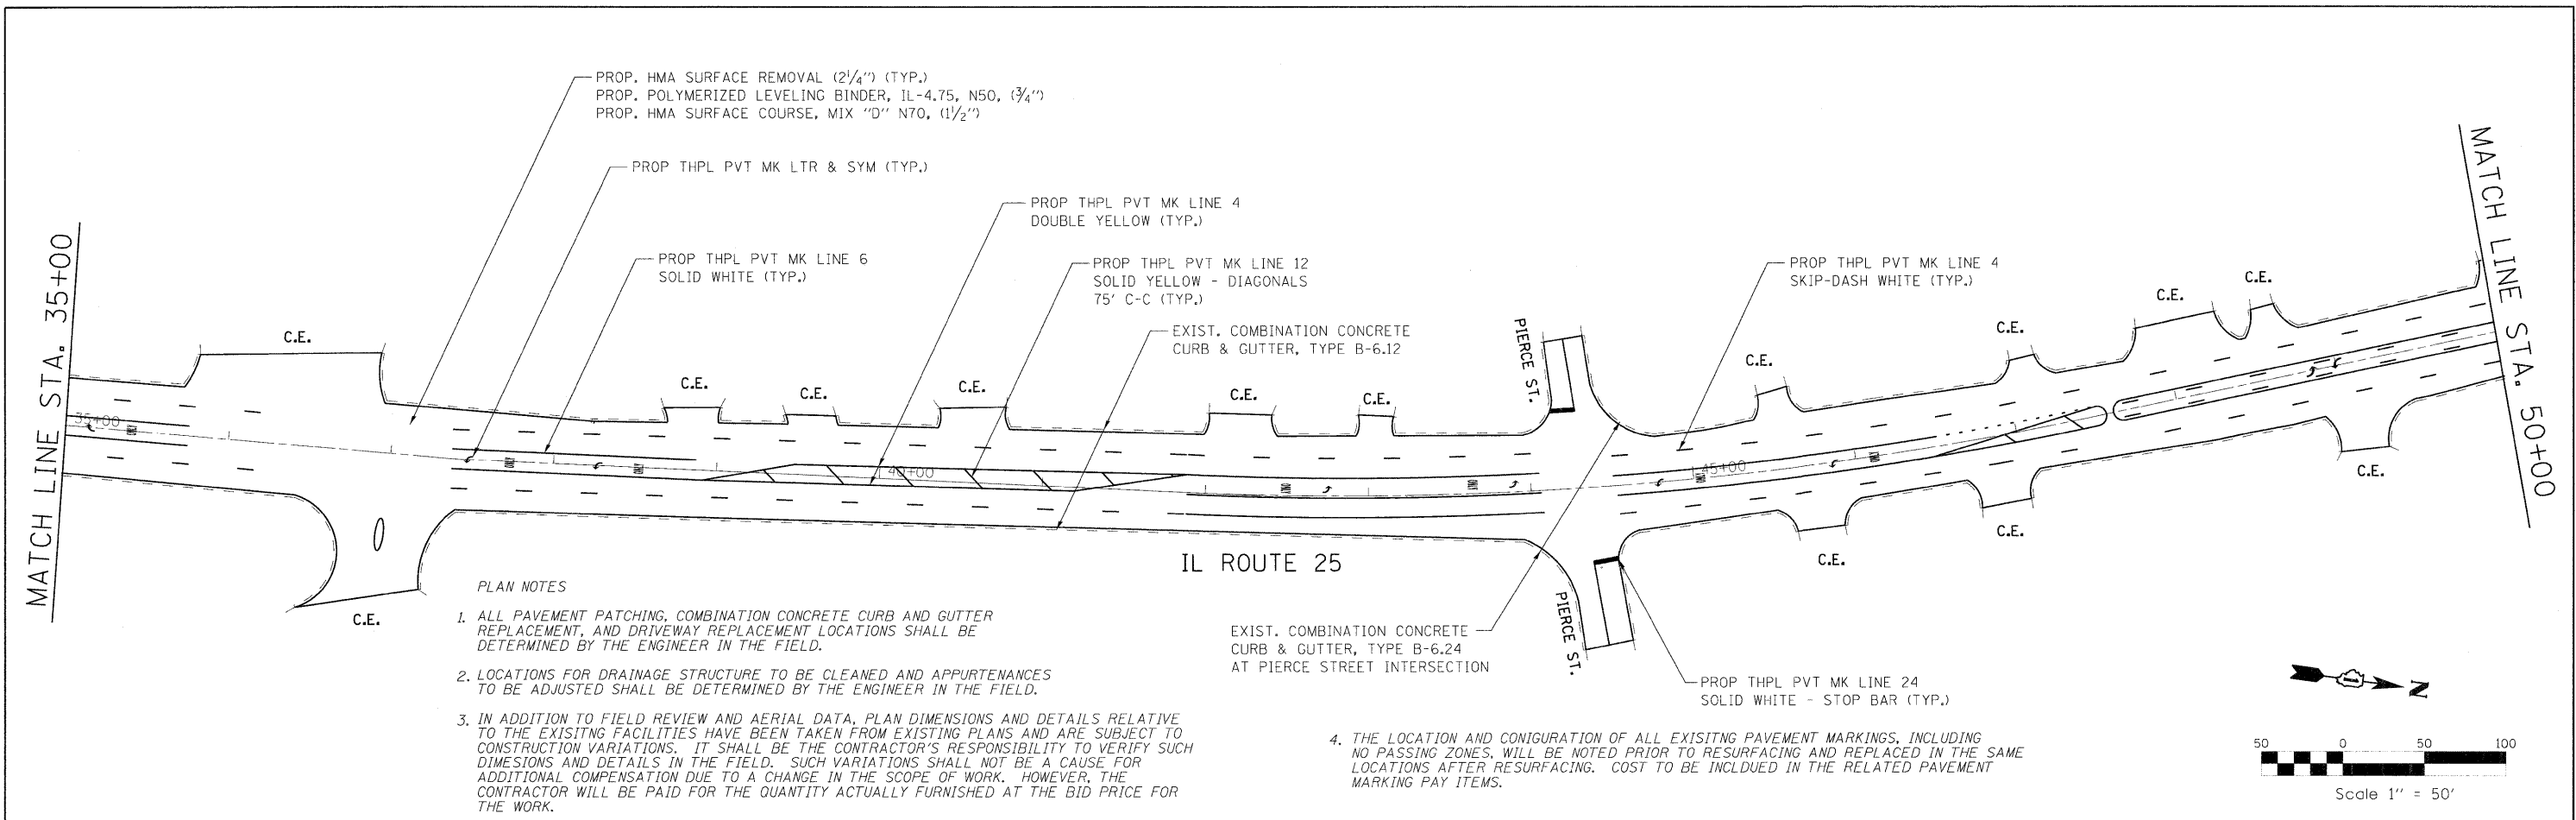 PROP. HMA SURFACE REMOVAL (2 1/4") (TYP.)
PROP. POLYMERIZED LEVELING BINDER, IL-4.75, N50, (3/4")
PROP. HMA SURFACE COURSE, MIX "D" N70, (1 1/2")
PROP THPL PVT MK LTR & SYM (TYP.)
PROP THPL PVT MK LINE 4
DOUBLE YELLOW (TYP.)
PROP THPL PVT MK LINE 6
SOLID WHITE (TYP.)
PROP THPL PVT MK LINE 12
SOLID YELLOW - DIAGONALS
75' C-C (TYP.)
PROP THPL PVT MK LINE 4
SKIP-DASH WHITE (TYP.)
EXIST. COMBINATION CONCRETE
CURB & GUTTER, TYPE B-6.12
MATCH LINE STA. 35+00
MATCH LINE STA. 50+00
C.E.
C.E.
C.E.
C.E.
C.E.
C.E.
PIERCE ST.
C.E.
C.E.
C.E.
C.E.
35+00
40+00
45+00
C.E.
C.E.
C.E.
C.E.
IL ROUTE 25
PIERCE ST.
EXIST. COMBINATION CONCRETE
CURB & GUTTER, TYPE B-6.24
AT PIERCE STREET INTERSECTION
PROP THPL PVT MK LINE 24
SOLID WHITE - STOP BAR (TYP.)
PLAN NOTES
1. ALL PAVEMENT PATCHING, COMBINATION CONCRETE CURB AND GUTTER
REPLACEMENT, AND DRIVEWAY REPLACEMENT LOCATIONS SHALL BE
DETERMINED BY THE ENGINEER IN THE FIELD.
2. LOCATIONS FOR DRAINAGE STRUCTURE TO BE CLEANED AND APPURTENANCES
TO BE ADJUSTED SHALL BE DETERMINED BY THE ENGINEER IN THE FIELD.
3. IN ADDITION TO FIELD REVIEW AND AERIAL DATA, PLAN DIMENSIONS AND DETAILS RELATIVE
TO THE EXISITNG FACILITIES HAVE BEEN TAKEN FROM EXISTING PLANS AND ARE SUBJECT TO
CONSTRUCTION VARIATIONS. IT SHALL BE THE CONTRACTOR'S RESPONSIBILITY TO VERIFY SUCH
DIMESIONS AND DETAILS IN THE FIELD. SUCH VARIATIONS SHALL NOT BE A CAUSE FOR
ADDITIONAL COMPENSATION DUE TO A CHANGE IN THE SCOPE OF WORK. HOWEVER, THE
CONTRACTOR WILL BE PAID FOR THE QUANTITY ACTUALLY FURNISHED AT THE BID PRICE FOR
THE WORK.
4. THE LOCATION AND CONIGURATION OF ALL EXISITNG PAVEMENT MARKINGS, INCLUDING
NO PASSING ZONES, WILL BE NOTED PRIOR TO RESURFACING AND REPLACED IN THE SAME
LOCATIONS AFTER RESURFACING. COST TO BE INCLDUED IN THE RELATED PAVEMENT
MARKING PAY ITEMS.
N
50 0 50 100
Scale 1" = 50'